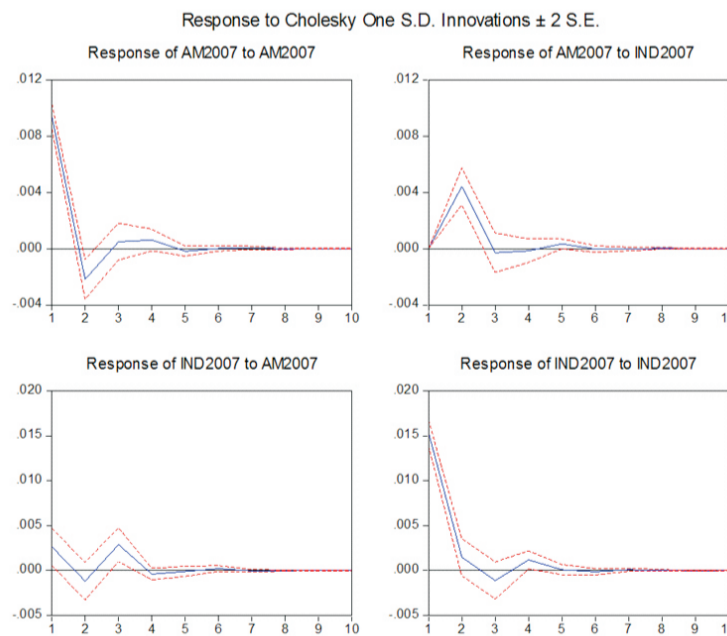 Response to Cholesky One S.D. Innovations ± 2 S.E.
Response of AM2007 to AM2007
.012
.008
.004
.000
-.004
1 2 3 4 5 6 7 8 9 10
Response of AM2007 to IND2007
.012
.008
.004
.000
-.004
1 2 3 4 5 6 7 8 9 1
Response of IND2007 to AM2007
.020
.015
.010
.005
.000
-.005
1 2 3 4 5 6 7 8 9 10
Response of IND2007 to IND2007
.020
.015
.010
.005
.000
-.005
1 2 3 4 5 6 7 8 9 1